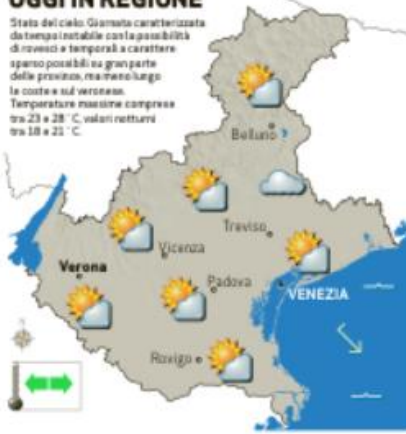 OGGI IN REGIONE
Stato del cielo. Giornata caratterizzata
da tempo instabile con la possibilità
di rovesci e temporali a carattere
sparso possibili su gran parte
delle province, ma meno lungo
le coste e sul veronese.
Temperature massime comprese
tra 23 e 28°C, valori notturni
tra 18 e 21°C.
Belluno
Treviso
Vicenza
Verona
Padova
VENEZIA
Rovigo